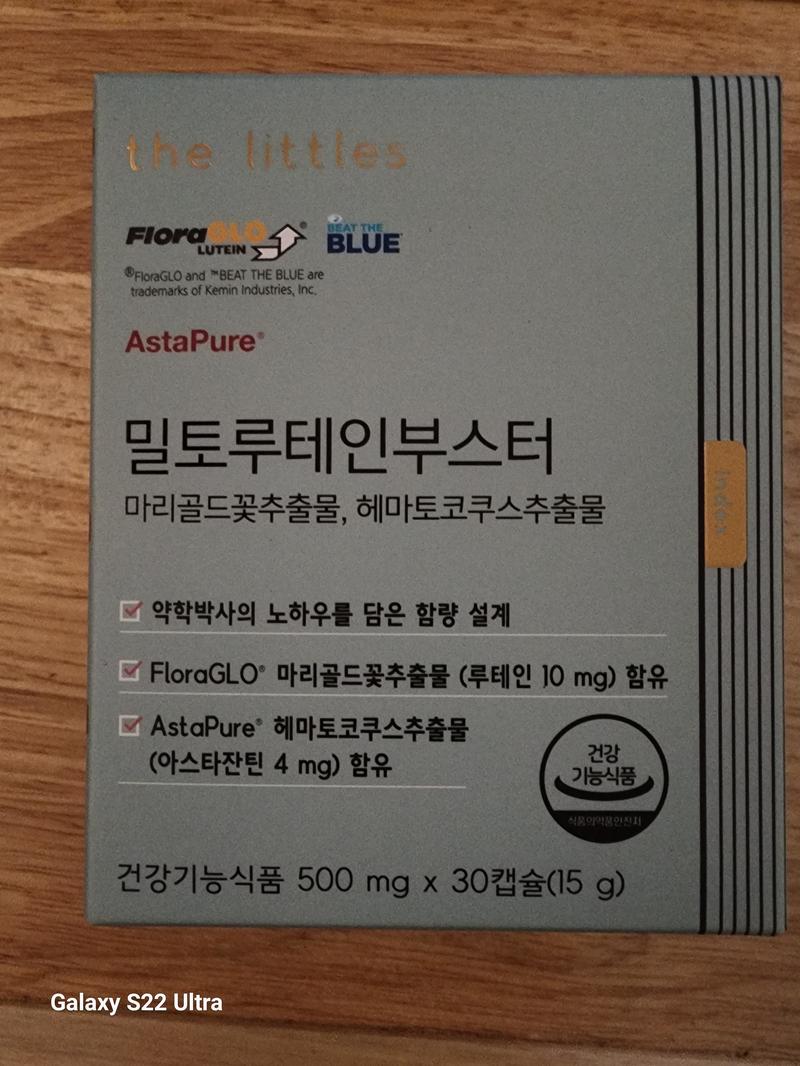 the littles
FloraGLO®
LUTEIN
BEAT THE
BLUE™
®FloraGLO and ™BEAT THE BLUE are
trademarks of Kemin Industries, Inc.
AstaPure®
밀토루테인부스터
마리골드꽃추출물, 헤마토코쿠스추출물
index
약학박사의 노하우를 담은 함량 설계
FloraGLO® 마리골드꽃추출물 (루테인 10 mg) 함유
AstaPure® 헤마토코쿠스추출물
(아스타잔틴 4 mg) 함유
건강
기능식품
식품의약품안전처
건강기능식품 500 mg x 30캡슐(15 g)
Galaxy S22 Ultra